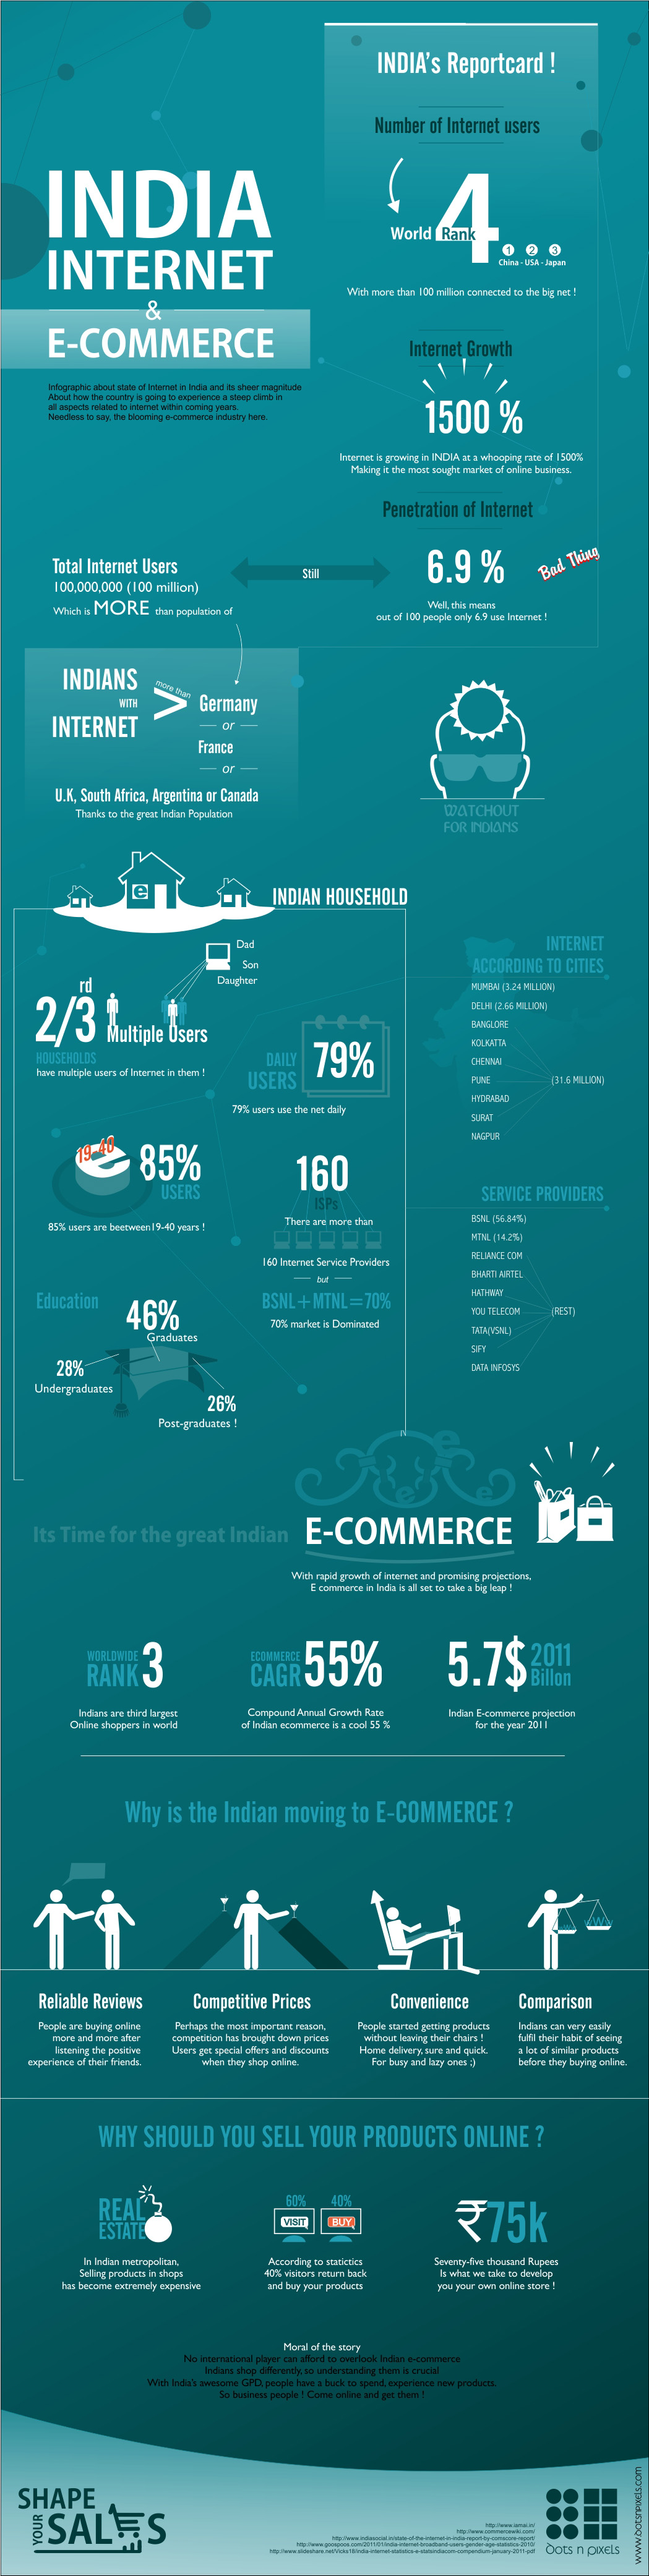 INDIA's Reportcard !
Number of Internet users
World Rank 4
1 2 3
China - USA - Japan
With more than 100 million connected to the big net !
INDIA
INTERNET
&
E-COMMERCE
Infographic about state of Internet in India and its sheer magnitude
About how the country is going to experience a steep climb in
all aspects related to internet within coming years.
Needless to say, the blooming e-commerce industry here.
Internet Growth
1500 %
Internet is growing in INDIA at a whooping rate of 1500%
Making it the most sought market of online business.
Penetration of Internet
6.9 %
Bad Thing
Well, this means
out of 100 people only 6.9 use Internet !
Still
Total Internet Users
100,000,000 (100 million)
Which is MORE than population of
INDIANS
WITH
INTERNET
more than
>
Germany
or
France
or
U.K, South Africa, Argentina or Canada
Thanks to the great Indian Population
WATCHOUT
FOR INDIANS
e
INDIAN HOUSEHOLD
Dad
Son
Daughter
2/3 rd
HOUSEHOLDS
Multiple Users
have multiple users of Internet in them !
DAILY
USERS
79%
79% users use the net daily
19-40
e
85%
USERS
85% users are beetween19-40 years !
160
ISPs
There are more than
160 Internet Service Providers
but
BSNL+MTNL=70%
70% market is Dominated
Education
46%
Graduates
28%
Undergraduates
26%
Post-graduates !
INTERNET
ACCORDING TO CITIES
MUMBAI (3.24 MILLION)
DELHI (2.66 MILLION)
BANGLORE
KOLKATTA
CHENNAI
PUNE
(31.6 MILLION)
HYDRABAD
SURAT
NAGPUR
SERVICE PROVIDERS
BSNL (56.84%)
MTNL (14.2%)
RELIANCE COM
BHARTI AIRTEL
HATHWAY
YOU TELECOM
(REST)
TATA(VSNL)
SIFY
DATA INFOSYS
Its Time for the great Indian
E-COMMERCE
With rapid growth of internet and promising projections,
E commerce in India is all set to take a big leap !
WORLDWIDE
RANK 3
Indians are third largest
Online shoppers in world
ECOMMERCE
CAGR 55%
Compound Annual Growth Rate
of Indian ecommerce is a cool 55 %
5.7$ 2011
Billon
Indian E-commerce projection
for the year 2011
Why is the Indian moving to E-COMMERCE ?
Reliable Reviews
People are buying online
more and more after
listening the positive
experience of their friends.
Competitive Prices
Perhaps the most important reason,
competition has brought down prices
Users get special offers and discounts
when they shop online.
Convenience
People started getting products
without leaving their chairs !
Home delivery, sure and quick.
For busy and lazy ones ;)
Comparison
Indians can very easily
fulfil their habit of seeing
a lot of similar products
before they buying online.
WHY SHOULD YOU SELL YOUR PRODUCTS ONLINE ?
REAL
ESTATE
In Indian metropolitan,
Selling products in shops
has become extremely expensive
60% 40%
VISIT BUY
According to statictics
40% visitors return back
and buy your products
₹75k
Seventy-five thousand Rupees
Is what we take to develop
you your own online store !
Moral of the story
No international player can afford to overlook Indian e-commerce
Indians shop differently, so understanding them is crucial
With India's awesome GPD, people have a buck to spend, experience new products.
So business people ! Come online and get them !
SHAPE
YOUR
SALES
http://www.iamai.in/
http://www.commercewiki.com/
http://www.indiasocial.in/state-of-the-internet-in-india-report-by-comscore-report/
http://www.goospoos.com/2011/01/india-internet-broadband-users-gender-age-statistics-2010/
http://www.slideshare.net/Vicks18/india-internet-statistics-e-statsindiacom-compendium-january-2011-pdf
dots n pixels
www.dotsnpixels.com